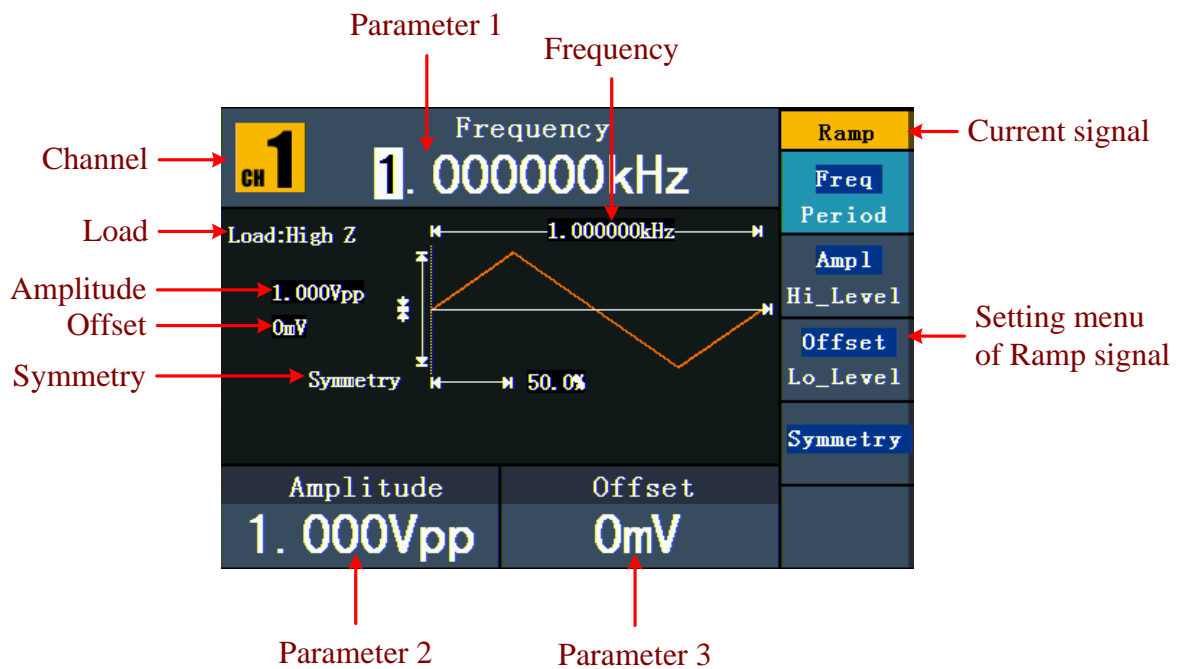 Parameter 1
Frequency
Channel
CH 1
Frequency
1.000000kHz
Ramp
Current signal
Freq
Period
Load
Load:High Z
1.000000kHz
Ampl
Hi_Level
Amplitude
1.000Vpp
Offset
0mV
Offset
Lo_Level
Setting menu
of Ramp signal
Symmetry
Symmetry
50.0%
Symmetry
Amplitude
1.000Vpp
Offset
0mV
Parameter 2
Parameter 3